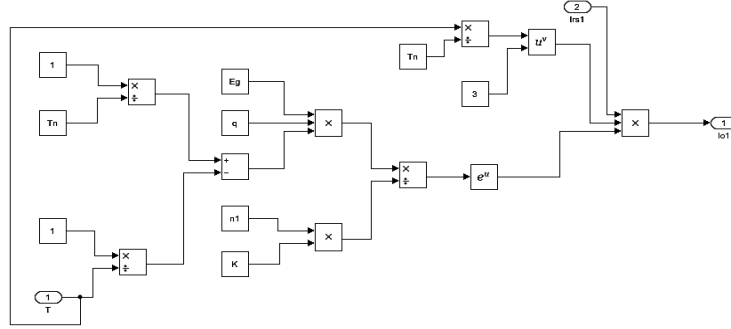 2
Irs1
×
÷
Tn
u^v
1
×
÷
Eg
3
Tn
q
×
×
1
Io1
+
−
×
÷
e^u
n1
1
×
÷
K
×
1
T